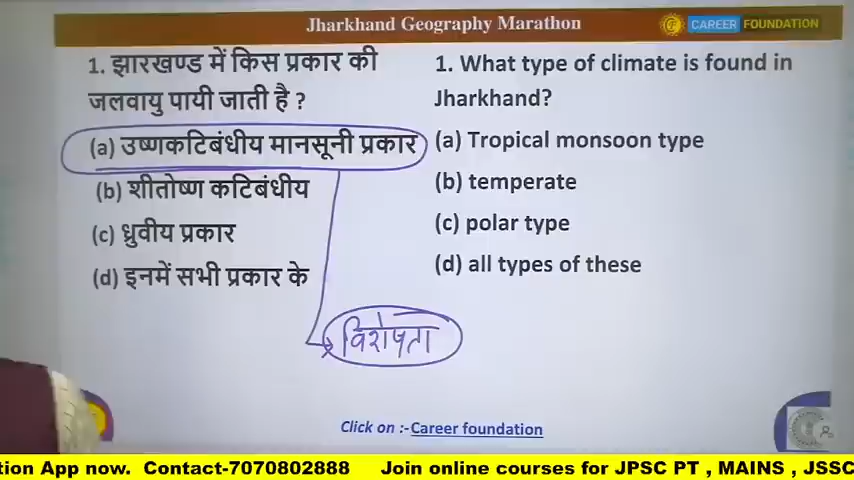 Jharkhand Geography Marathon
CAREER FOUNDATION
1. झारखण्ड में किस प्रकार की
जलवायु पायी जाती है ?
(a) उष्णकटिबंधीय मानसूनी प्रकार
(b) शीतोष्ण कटिबंधीय
(c) ध्रुवीय प्रकार
(d) इनमें सभी प्रकार के
विशेषता
1. What type of climate is found in
Jharkhand?
(a) Tropical monsoon type
(b) temperate
(c) polar type
(d) all types of these
Click on :-Career foundation
tion App now. Contact-7070802888 Join online courses for JPSC PT , MAINS , JSSC